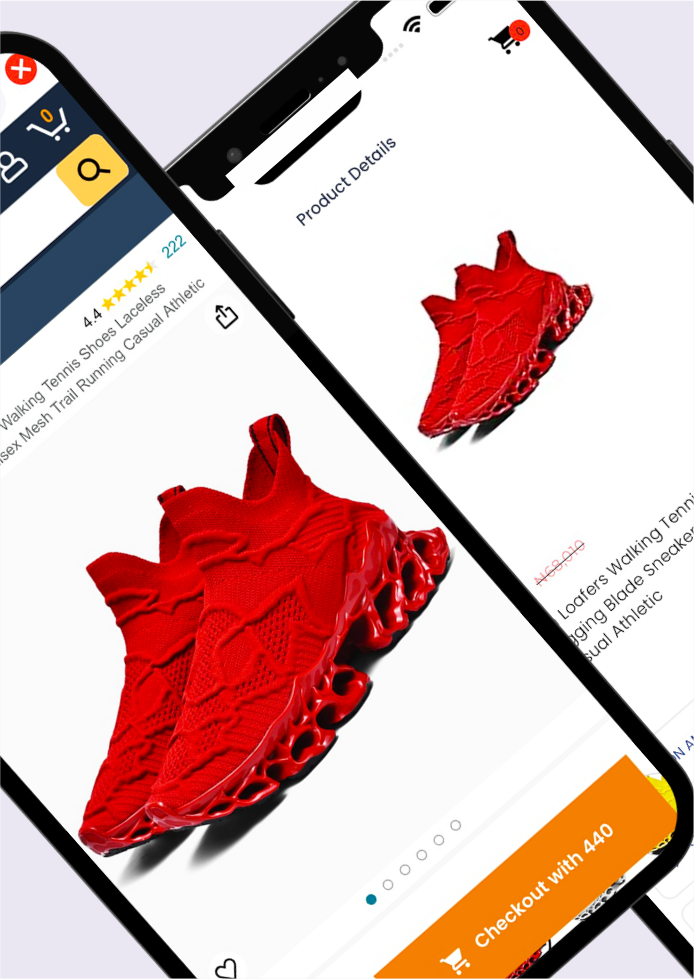 0
222
4.4
Walking Tennis Shoes Laceless
sex Mesh Trail Running Casual Athletic
Checkout with 440
0
Product Details
₦68,010
Loafers Walking Tenni
gging Blade Sneaker
sual Athletic
N A